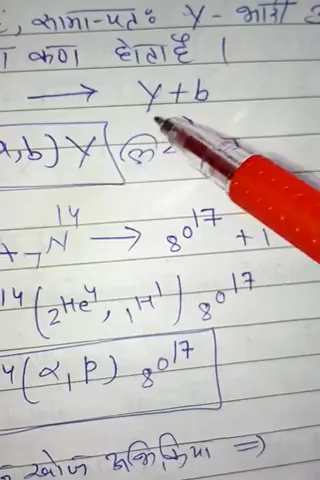 सामान्यतः Y- भारी
कण होता है ।
⟶ Y+b
a,b) Y
+ ₇N¹⁴ ⟶ ₈O¹⁷ + 1
14 (₂He⁴, ₁H¹) ₈O¹⁷
4 (α, p) ₈O¹⁷
खोज अभिक्रिया ⇒